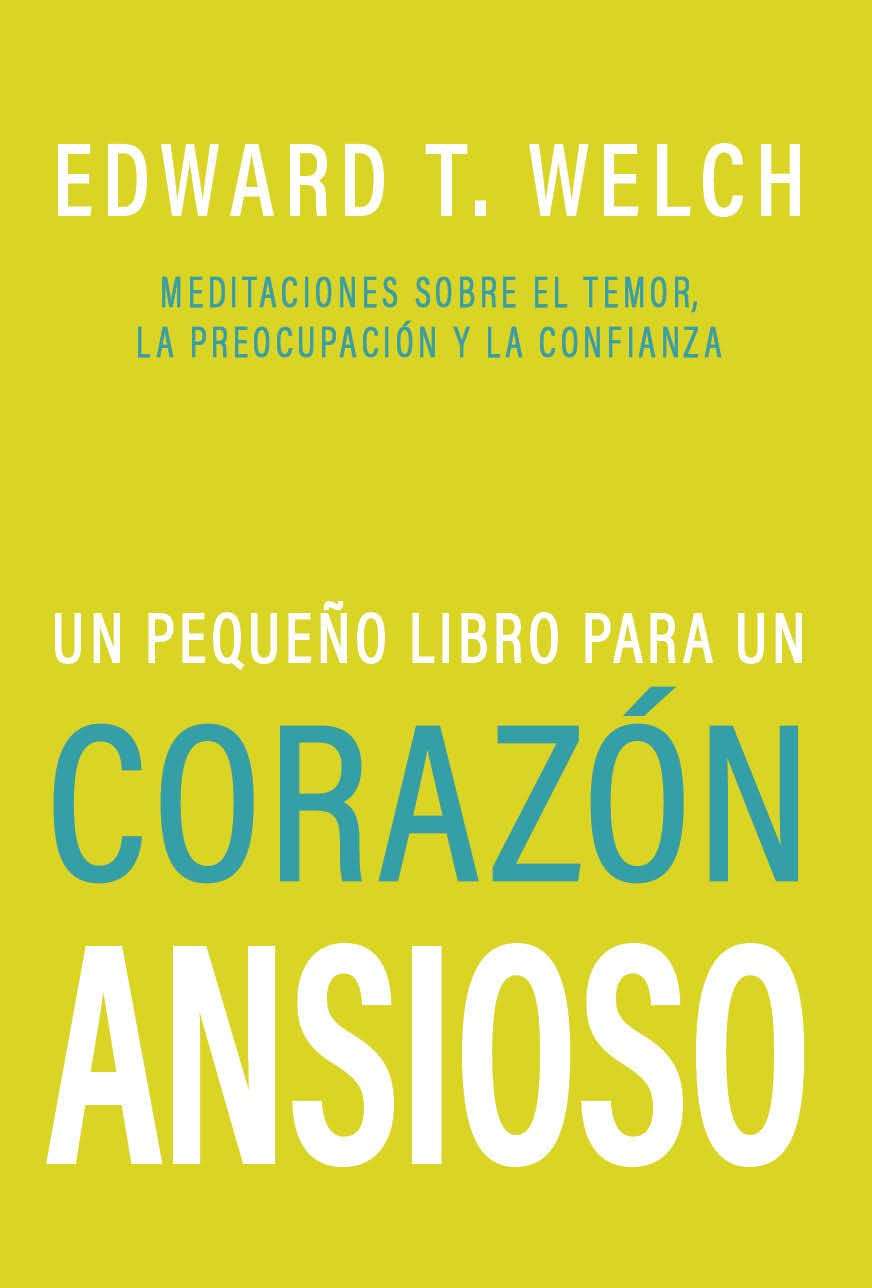 EDWARD T. WELCH
MEDITACIONES SOBRE EL TEMOR,
LA PREOCUPACIÓN Y LA CONFIANZA
UN PEQUEÑO LIBRO PARA UN
CORAZÓN
ANSIOSO